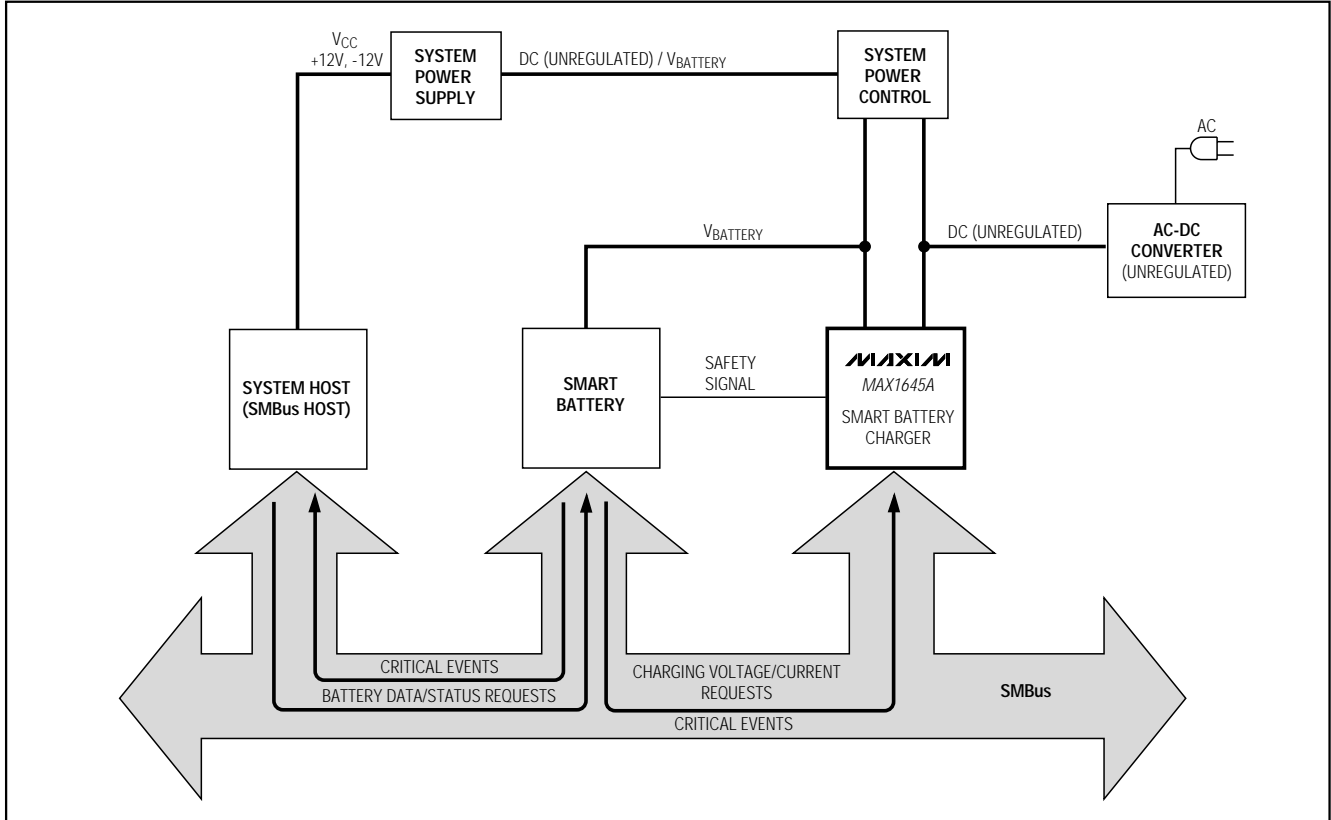 VCC
+12V, -12V
SYSTEM
POWER
SUPPLY
DC (UNREGULATED) / VBATTERY
SYSTEM
POWER
CONTROL
AC
VBATTERY
DC (UNREGULATED)
AC-DC
CONVERTER
(UNREGULATED)
SYSTEM HOST
(SMBus HOST)
SMART
BATTERY
SAFETY
SIGNAL
MAXIM
MAX1645A
SMART BATTERY
CHARGER
CRITICAL EVENTS
BATTERY DATA/STATUS REQUESTS
CHARGING VOLTAGE/CURRENT
REQUESTS
CRITICAL EVENTS
SMBus